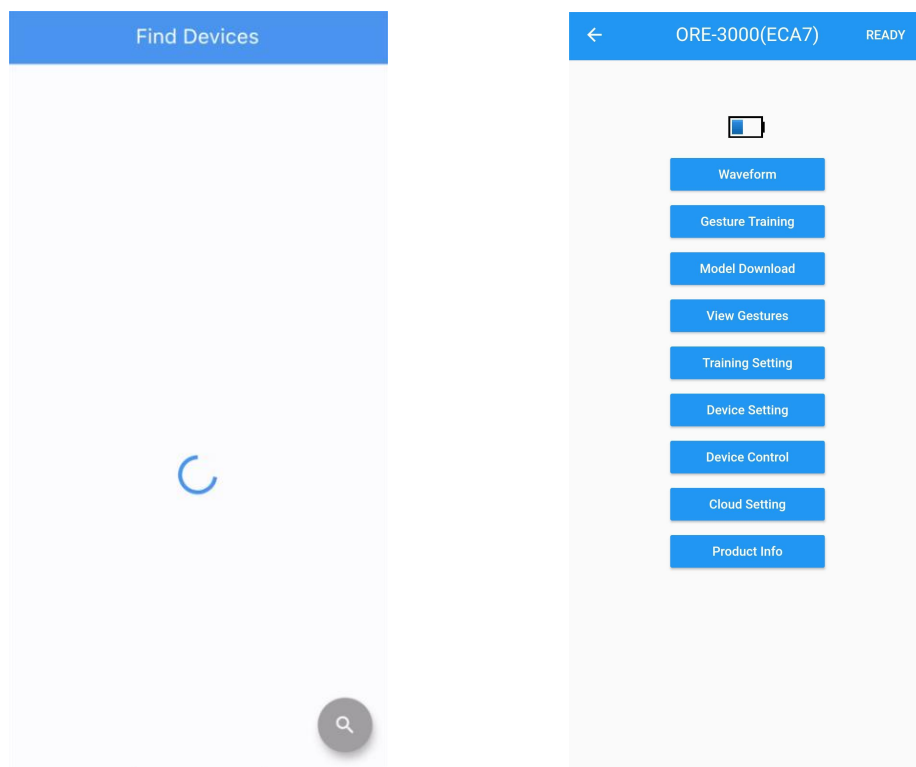 Find Devices
ORE-3000(ECA7)
READY
Waveform
Gesture Training
Model Download
View Gestures
Training Setting
Device Setting
Device Control
Cloud Setting
Product Info